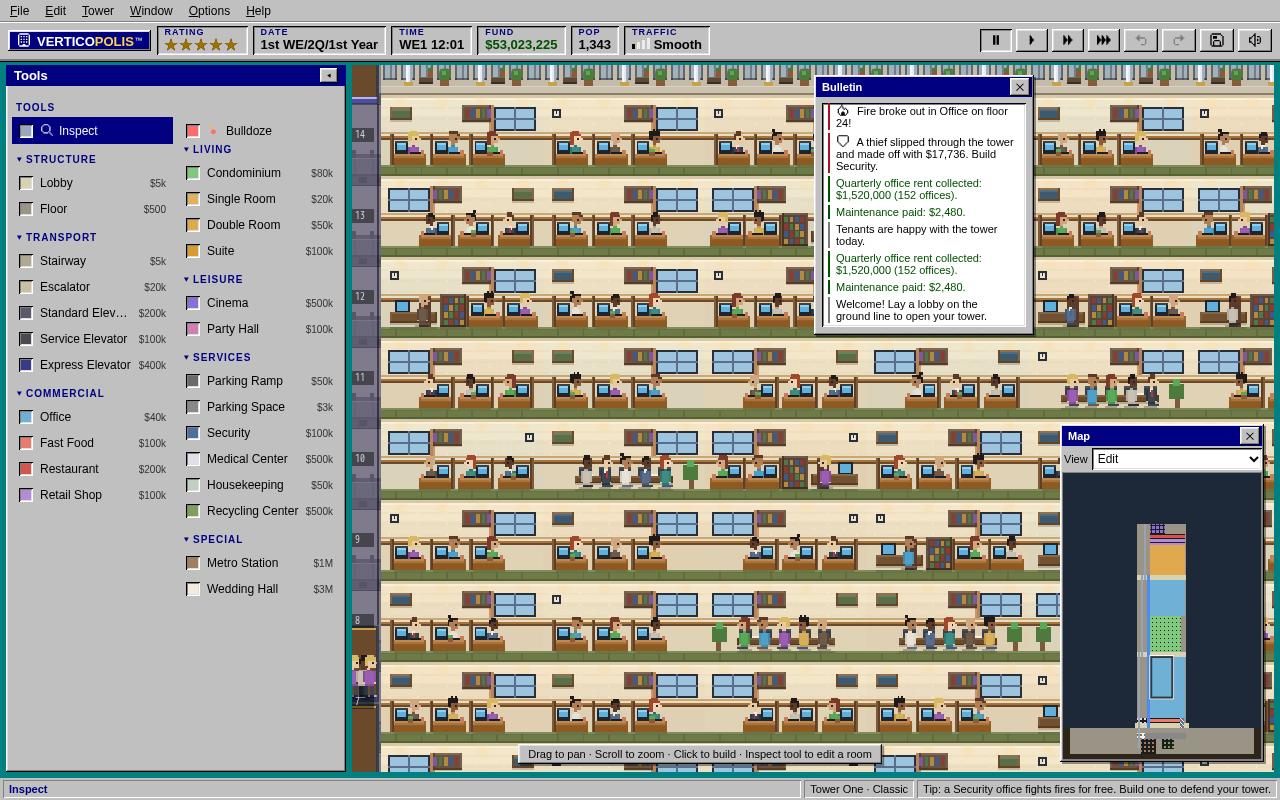 File Edit Tower Window Options Help
VERTICOPOLIS™
RATING
DATE
1st WE/2Q/1st Year
TIME
WE1 12:01
FUND
$53,023,225
POP
1,343
TRAFFIC
Smooth
Tools
TOOLS
Inspect
Bulldoze
STRUCTURE
Lobby $5k
Floor $500
TRANSPORT
Stairway $5k
Escalator $20k
Standard Elev… $200k
Service Elevator $100k
Express Elevator $400k
COMMERCIAL
Office $40k
Fast Food $100k
Restaurant $200k
Retail Shop $100k
LIVING
Condominium $80k
Single Room $20k
Double Room $50k
Suite $100k
LEISURE
Cinema $500k
Party Hall $100k
SERVICES
Parking Ramp $50k
Parking Space $3k
Security $100k
Medical Center $500k
Housekeeping $50k
Recycling Center $500k
SPECIAL
Metro Station $1M
Wedding Hall $3M
14
13
12
11
10
9
8
7
Bulletin
Fire broke out in Office on floor
24!
A thief slipped through the tower
and made off with $17,736. Build
Security.
Quarterly office rent collected:
$1,520,000 (152 offices).
Maintenance paid: $2,480.
Tenants are happy with the tower
today.
Quarterly office rent collected:
$1,520,000 (152 offices).
Maintenance paid: $2,480.
Welcome! Lay a lobby on the
ground line to open your tower.
Map
View Edit
Drag to pan · Scroll to zoom · Click to build · Inspect tool to edit a room
Inspect
Tower One · Classic
Tip: a Security office fights fires for free. Build one to defend your tower.